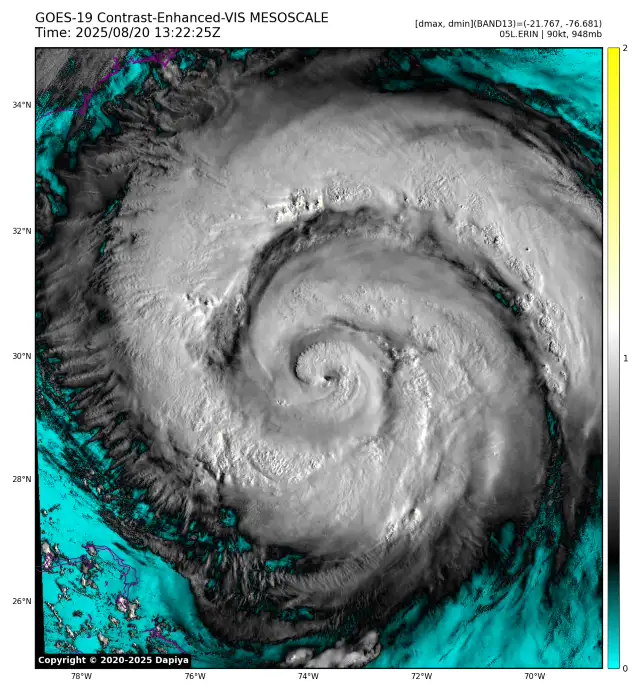 GOES-19 Contrast-Enhanced-VIS MESOSCALE
Time: 2025/08/20 13:22:25Z
[dmax, dmin](BAND13)=(-21.767, -76.681)
05L.ERIN | 90kt, 948mb
34°N
32°N
30°N
28°N
26°N
2
1
0
Copyright © 2020-2025 Dapiya
78°W 76°W 74°W 72°W 70°W